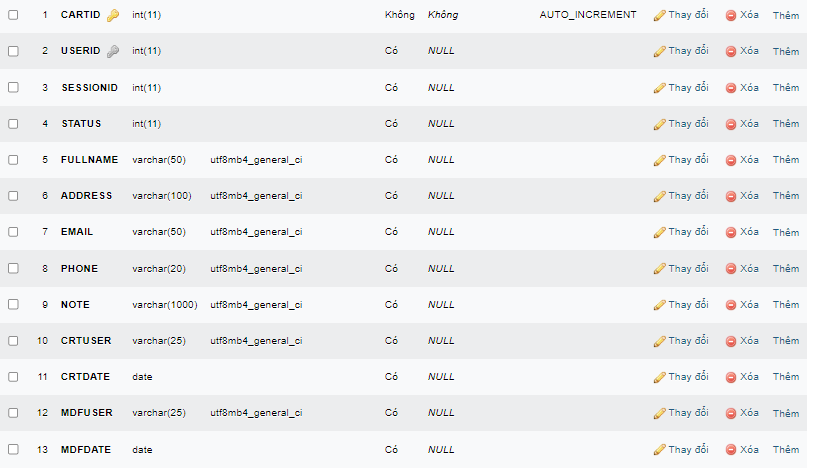 1 CARTID int(11) Không Không AUTO_INCREMENT Thay đổi Xóa Thêm
2 USERID int(11) Có NULL Thay đổi Xóa Thêm
3 SESSIONID int(11) Có NULL Thay đổi Xóa Thêm
4 STATUS int(11) Có NULL Thay đổi Xóa Thêm
5 FULLNAME varchar(50) utf8mb4_general_ci Có NULL Thay đổi Xóa Thêm
6 ADDRESS varchar(100) utf8mb4_general_ci Có NULL Thay đổi Xóa Thêm
7 EMAIL varchar(50) utf8mb4_general_ci Có NULL Thay đổi Xóa Thêm
8 PHONE varchar(20) utf8mb4_general_ci Có NULL Thay đổi Xóa Thêm
9 NOTE varchar(1000) utf8mb4_general_ci Có NULL Thay đổi Xóa Thêm
10 CRTUSER varchar(25) utf8mb4_general_ci Có NULL Thay đổi Xóa Thêm
11 CRTDATE date Có NULL Thay đổi Xóa Thêm
12 MDFUSER varchar(25) utf8mb4_general_ci Có NULL Thay đổi Xóa Thêm
13 MDFDATE date Có NULL Thay đổi Xóa Thêm